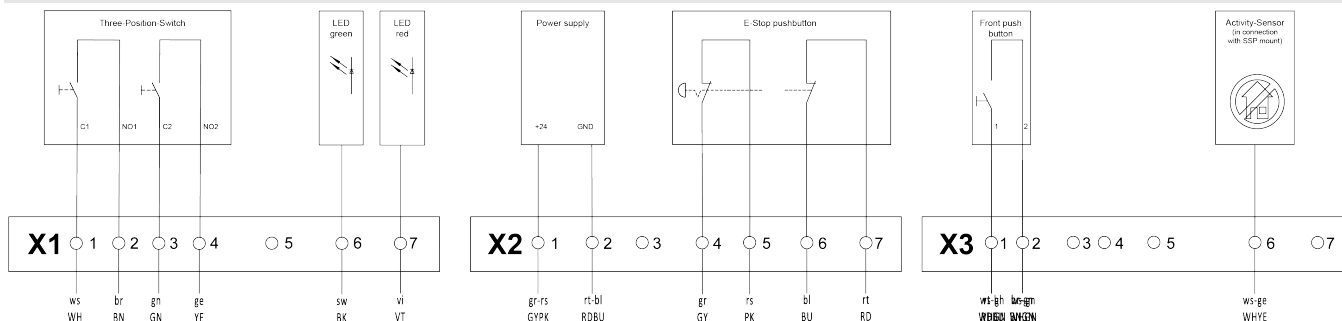 Three-Position-Switch
C1 NO1 C2 NO2
LED
green
LED
red
Power supply
+24 GND
E-Stop pushbutton
Front push
button
1 2
Activity-Sensor
(in connection
with SSP mount)
X1 1 2 3 4 5 6 7
X2 1 2 3 4 5 6 7
X3 1 2 3 4 5 6 7
ws br gn ge sw vi
WH BN GN YE BK VT
gr-rs rt-bl gr rs bl rt
GYPK RDBU GY PK BU RD
ws-ge
WHYE